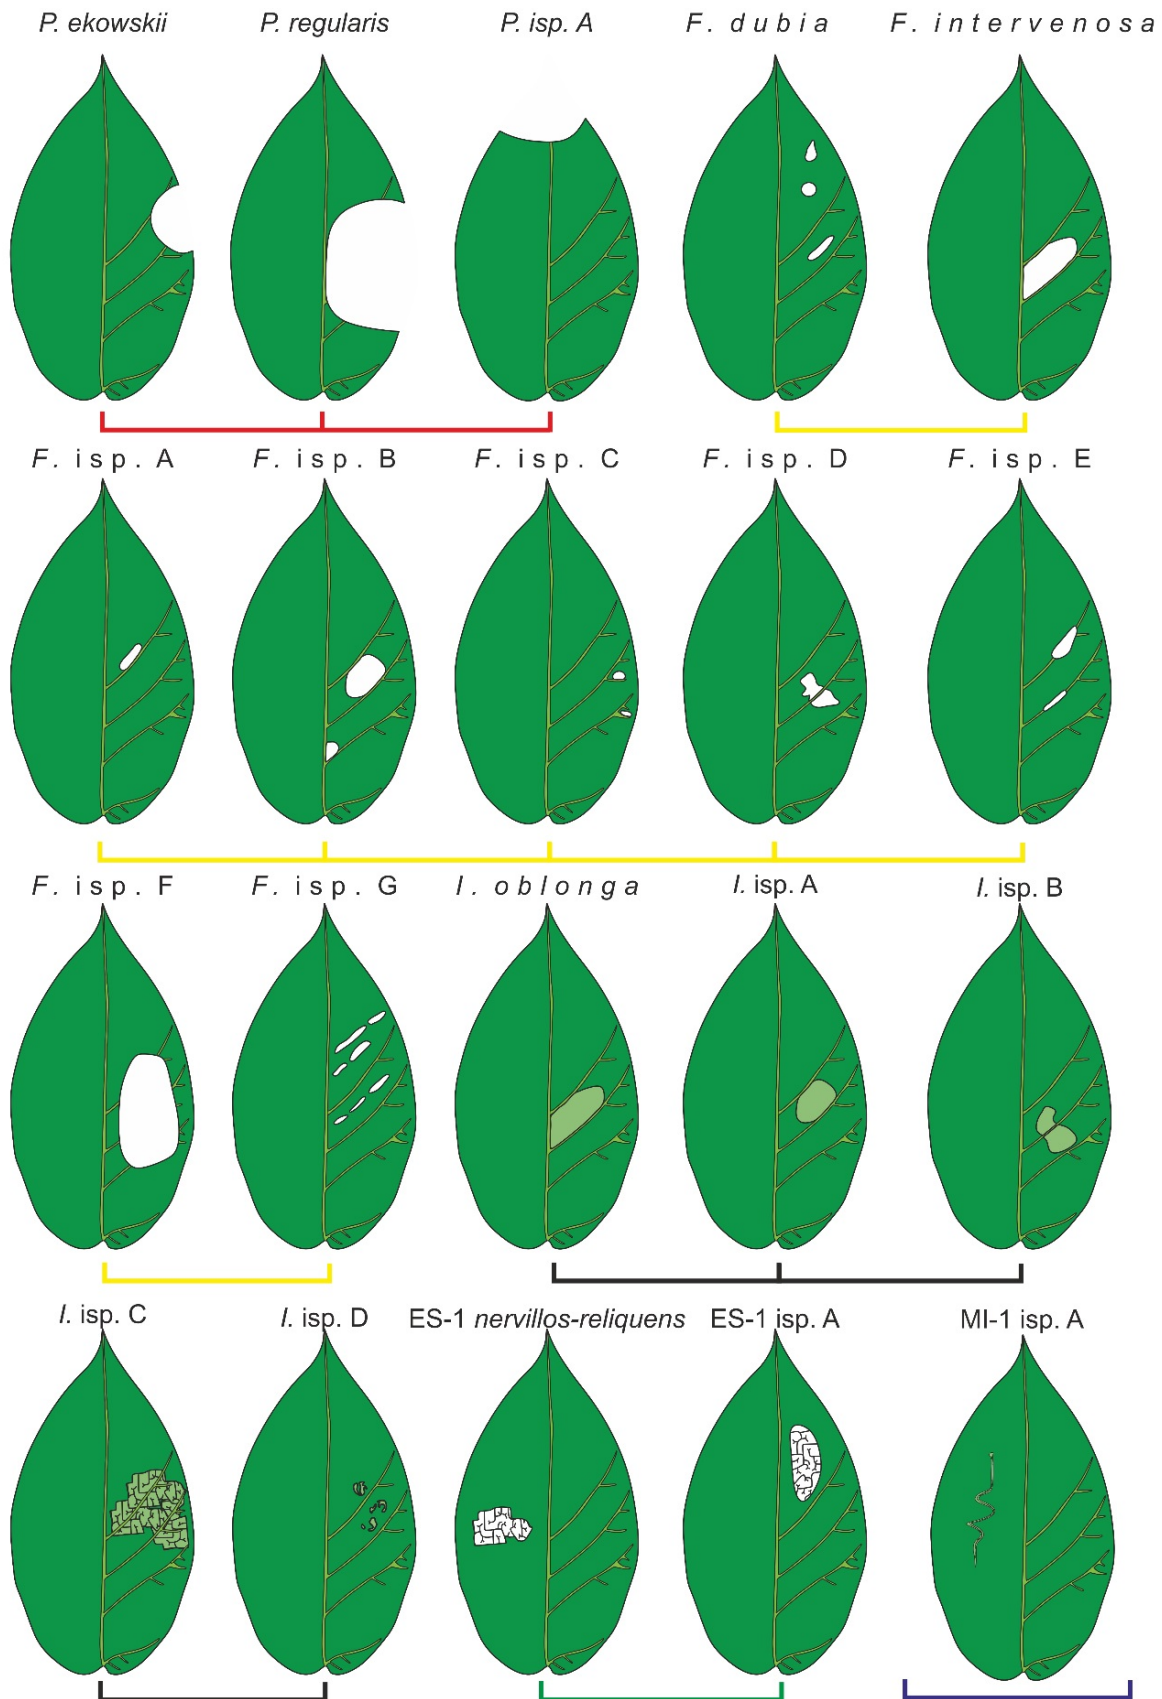 P. ekowskii P. regularis P. isp. A F. dubia F. intervenosa
F. isp. A F. isp. B F. isp. C F. isp. D F. isp. E
F. isp. F F. isp. G I. oblonga I. isp. A I. isp. B
I. isp. C I. isp. D ES-1 nervillos-reliquens ES-1 isp. A MI-1 isp. A